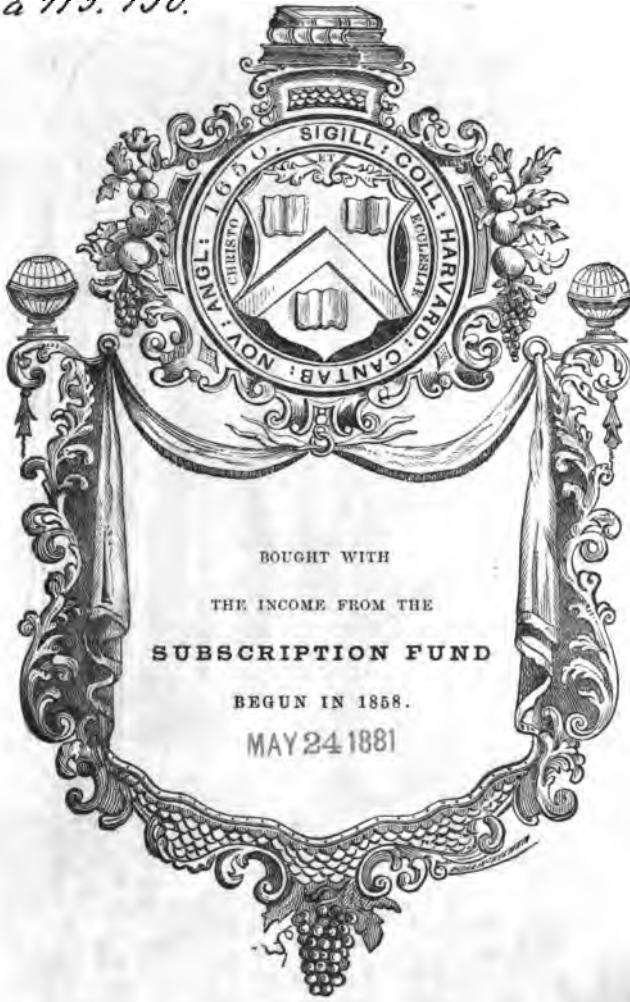 SIGILL: COLL: HARVARD: CANTAB: NOV: ANGL: 1650.
ET
CHRISTO
ECCLESIAE
BOUGHT WITH
THE INCOME FROM THE
SUBSCRIPTION FUND
BEGUN IN 1858.
MAY 24 1881